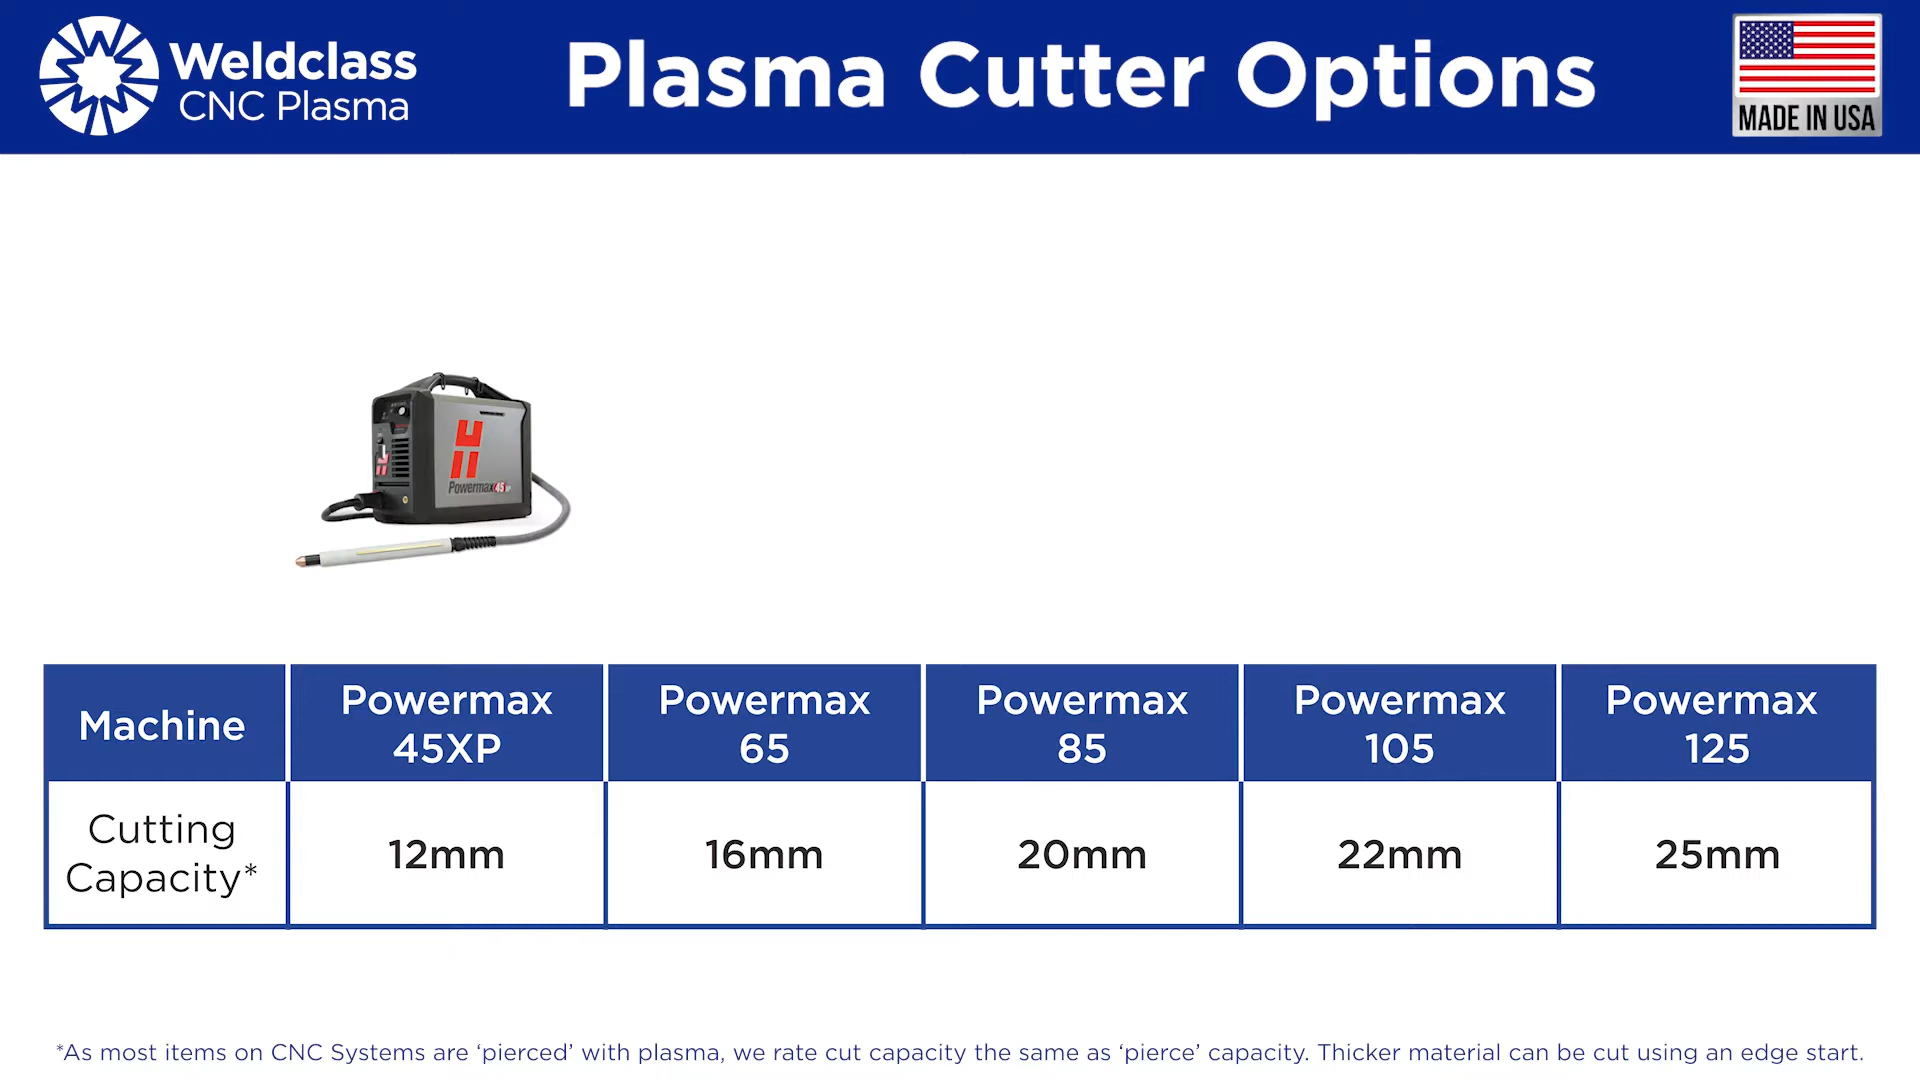 Weldclass
CNC Plasma
Plasma Cutter Options
MADE IN USA
Powermax45 XP
Machine
Powermax
45XP
Powermax
65
Powermax
85
Powermax
105
Powermax
125
Cutting
Capacity*
12mm
16mm
20mm
22mm
25mm
*As most items on CNC Systems are ‘pierced’ with plasma, we rate cut capacity the same as ‘pierce’ capacity. Thicker material can be cut using an edge start.